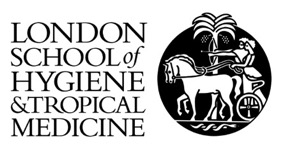 LONDON
SCHOOL of
HYGIENE
&TROPICAL
MEDICINE